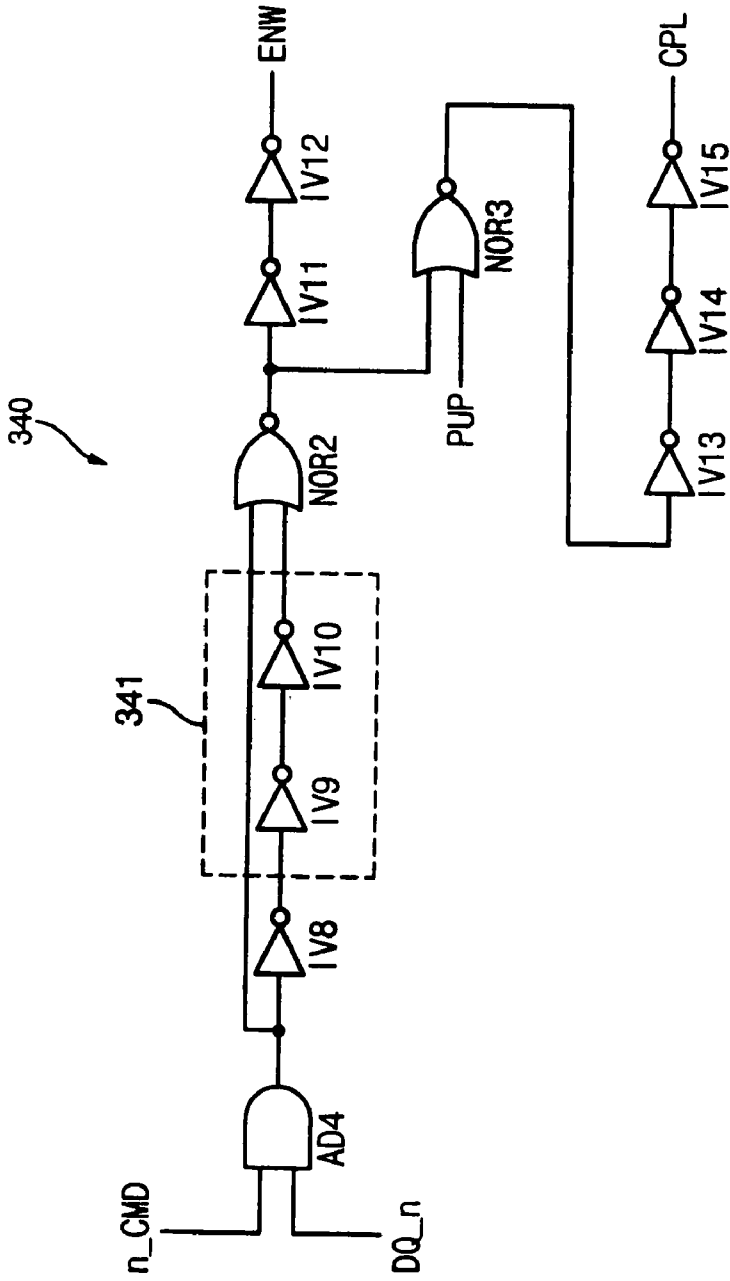 340
n_CMD
DQ_n
AD4
IV8
341
IV9
IV10
NOR2
IV11
IV12
ENW
PUP
NOR3
IV13
IV14
IV15
CPL